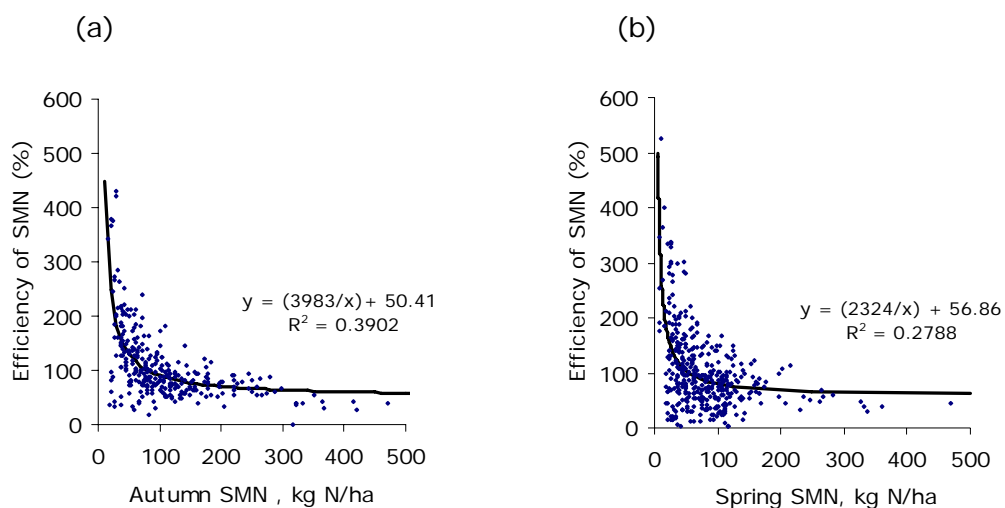 (a)
(b)
Efficiency of SMN (%)
600
500
400
300
200
100
0
y = (3983/x) + 50.41
R² = 0.3902
0 100 200 300 400 500
Autumn SMN , kg N/ha
Efficiency of SMN (%)
600
500
400
300
200
100
0
y = (2324/x) + 56.86
R² = 0.2788
0 100 200 300 400 500
Spring SMN, kg N/ha